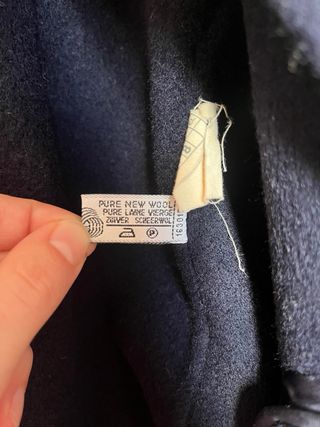 PURE NEW WOOL
PURE LAINE VIERGE
ZUIVER SCHEERWOL
P